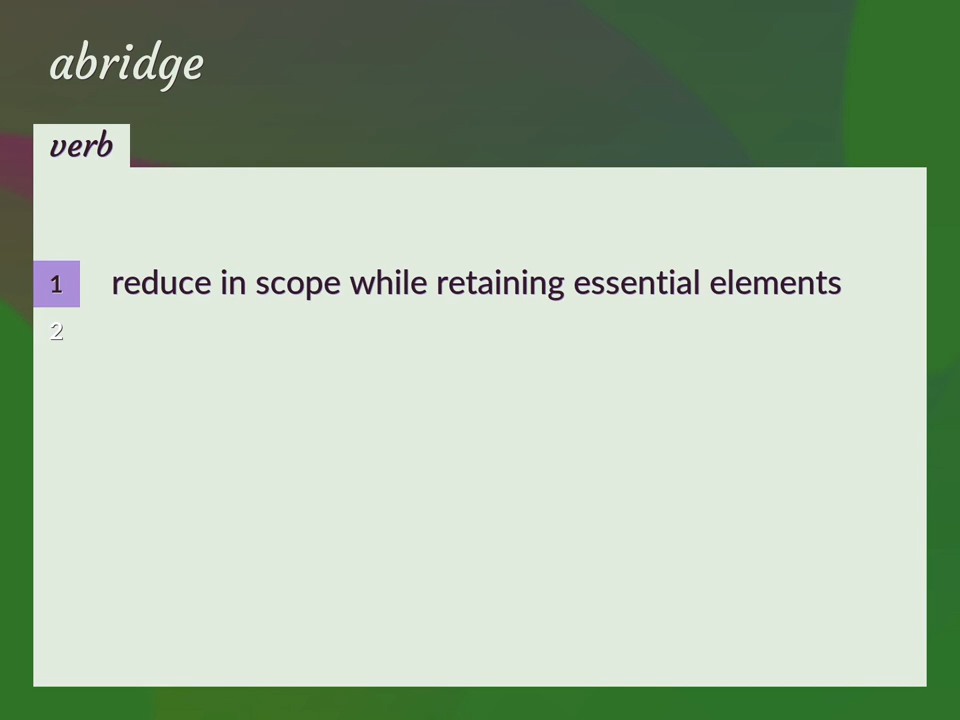 abridge
verb
1 reduce in scope while retaining essential elements
2